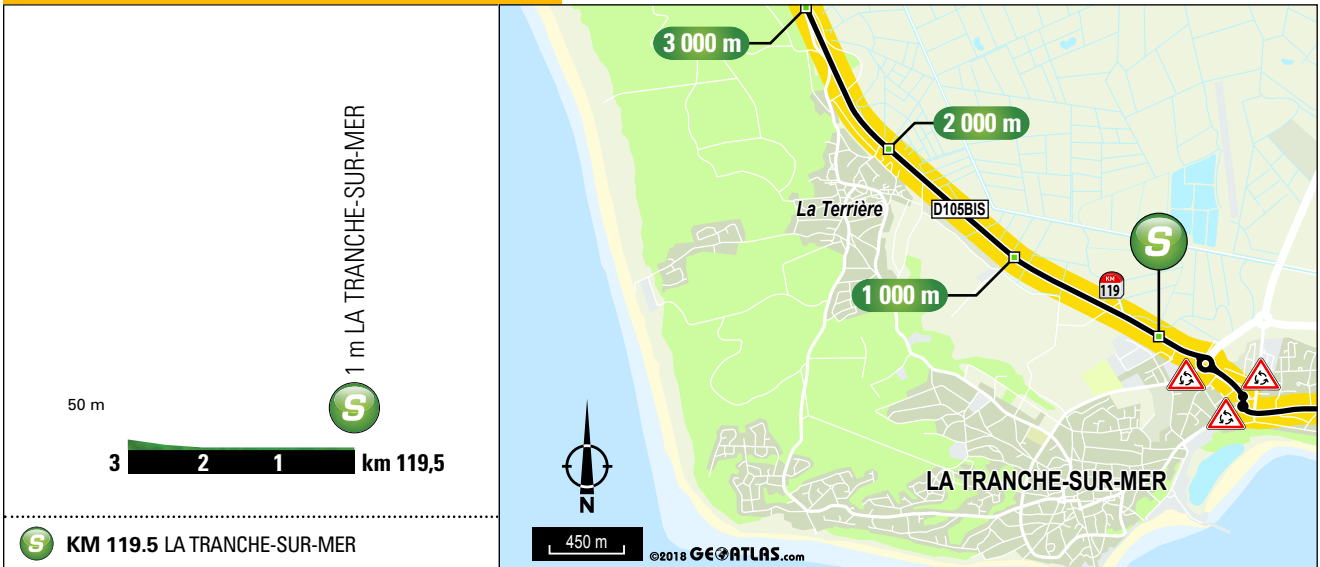 1 m LA TRANCHE-SUR-MER
S
50 m
3 2 1 km 119,5
S KM 119.5 LA TRANCHE-SUR-MER
3 000 m
2 000 m
La Terrière
D105BIS
S
1 000 m
KM
119
LA TRANCHE-SUR-MER
N
450 m
©2018 GEOATLAS.com